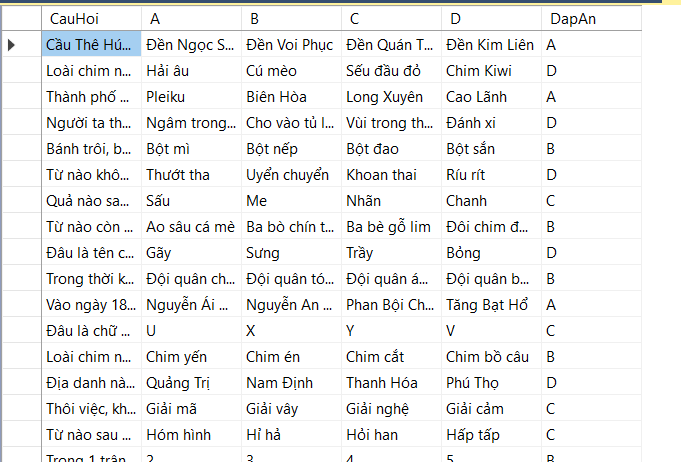 CauHoi A B C D DapAn
Cầu Thê Hú... Đền Ngọc S... Đền Voi Phục Đền Quán T... Đền Kim Liên A
Loài chim n... Hải âu Cú mèo Sếu đầu đỏ Chim Kiwi D
Thành phố ... Pleiku Biên Hòa Long Xuyên Cao Lãnh A
Người ta th... Ngâm trong... Cho vào tủ l... Vùi trong th... Đánh xi D
Bánh trôi, b... Bột mì Bột nếp Bột đao Bột sắn B
Từ nào khô... Thướt tha Uyển chuyển Khoan thai Ríu rít D
Quả nào sa... Sấu Me Nhãn Chanh C
Từ nào còn ... Ao sâu cá mè Ba bò chín t... Ba bè gỗ lim Đôi chim đ... B
Đâu là tên c... Gãy Sưng Trầy Bỏng D
Trong thời k... Đội quân ch... Đội quân tó... Đội quân á... Đội quân b... B
Vào ngày 18... Nguyễn Ái ... Nguyễn An ... Phan Bội Ch... Tăng Bạt Hổ A
Đâu là chữ ... U X Y V C
Loài chim n... Chim yến Chim én Chim cắt Chim bồ câu B
Địa danh nà... Quảng Trị Nam Định Thanh Hóa Phú Thọ D
Thôi việc, kh... Giải mã Giải vây Giải nghệ Giải cảm C
Từ nào sau ... Hóm hình Hỉ hả Hỏi han Hấp tấp C
Trong 1 trân... 2 3 4 5 B